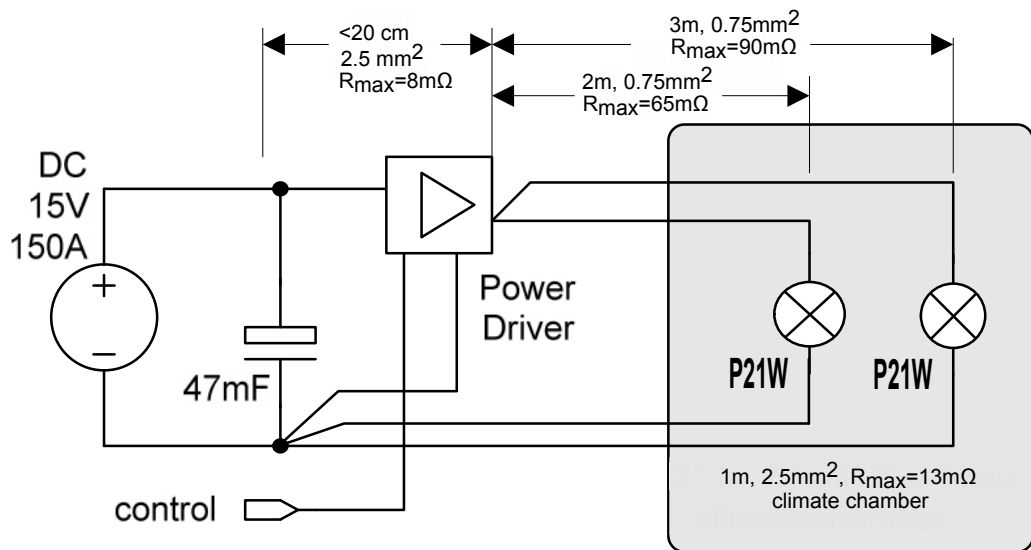 <20 cm
2.5 mm²
Rmax=8mΩ
3m, 0.75mm²
Rmax=90mΩ
2m, 0.75mm²
Rmax=65mΩ
DC
15V
150A
+
−
47mF
Power
Driver
P21W
P21W
1m, 2.5mm², Rmax=13mΩ
climate chamber
control